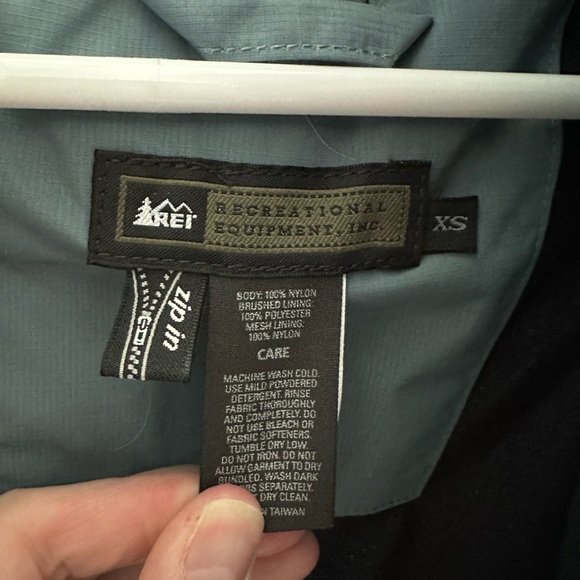 REI
RECREATIONAL
EQUIPMENT, INC.
XS
zip in
BODY: 100% NYLON
BRUSHED LINING:
100% POLYESTER
MESH LINING:
100% NYLON
CARE
MACHINE WASH COLD.
USE MILD POWDERED
DETERGENT. RINSE
FABRIC THOROUGHLY
AND COMPLETELY. DO
NOT USE BLEACH OR
FABRIC SOFTENERS.
TUMBLE DRY LOW.
DO NOT IRON. DO NOT
ALLOW GARMENT TO DRY
BUNDLED. WASH DARK
SEPARATELY.
DRY CLEAN.
TAIWAN